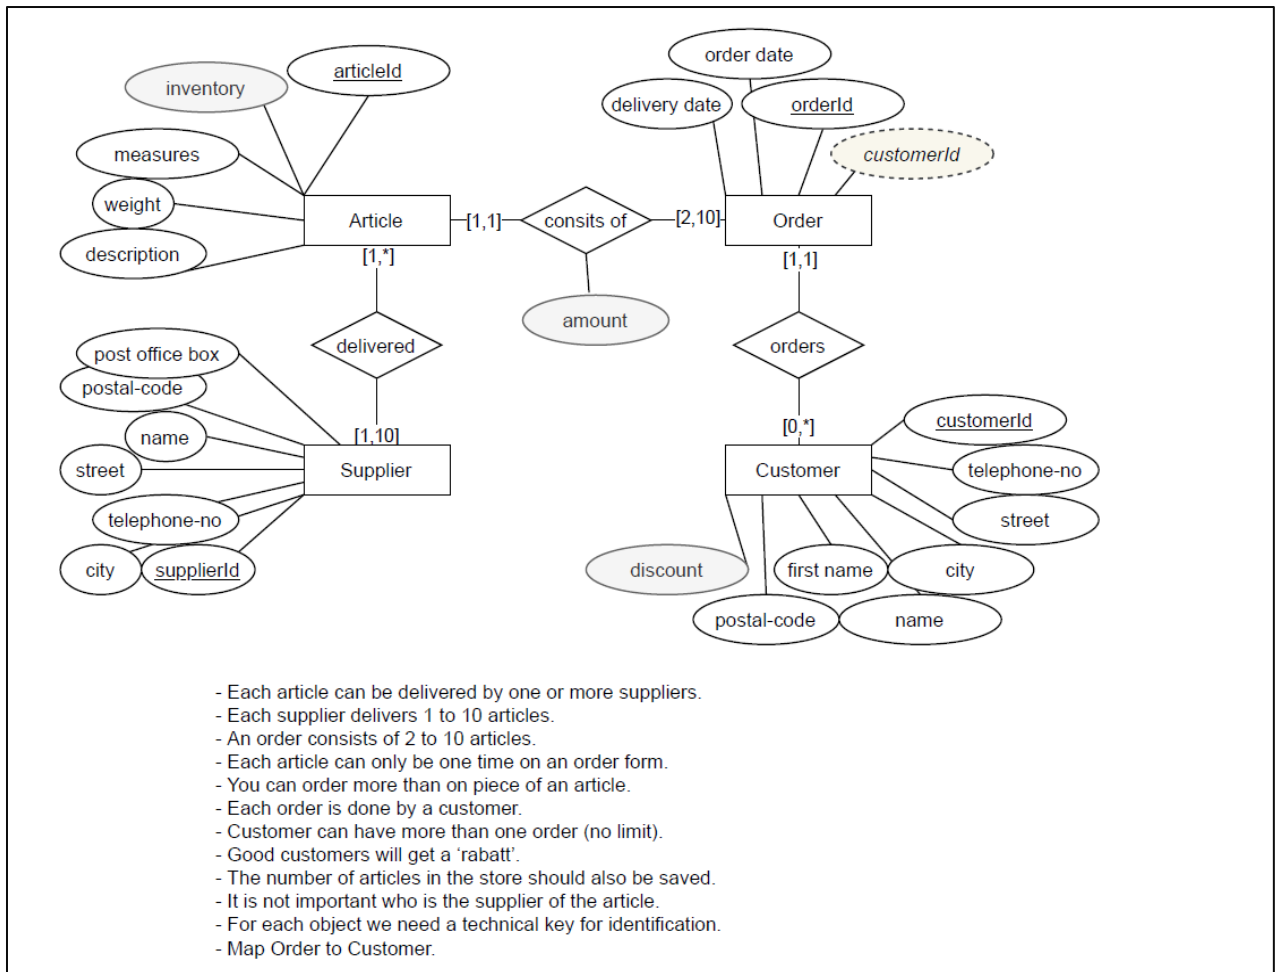 order date
inventory
articleId
delivery date
orderId
measures
customerId
weight
Article
[1,1]
consits of
[2,10]
Order
description
[1,*]
[1,1]
amount
post office box
delivered
orders
postal-code
name
[1,10]
[0,*]
customerId
street
Supplier
Customer
telephone-no
telephone-no
street
city
supplierId
discount
first name
city
postal-code
name
- Each article can be delivered by one or more suppliers.
- Each supplier delivers 1 to 10 articles.
- An order consists of 2 to 10 articles.
- Each article can only be one time on an order form.
- You can order more than on piece of an article.
- Each order is done by a customer.
- Customer can have more than one order (no limit).
- Good customers will get a ‘rabatt’.
- The number of articles in the store should also be saved.
- It is not important who is the supplier of the article.
- For each object we need a technical key for identification.
- Map Order to Customer.